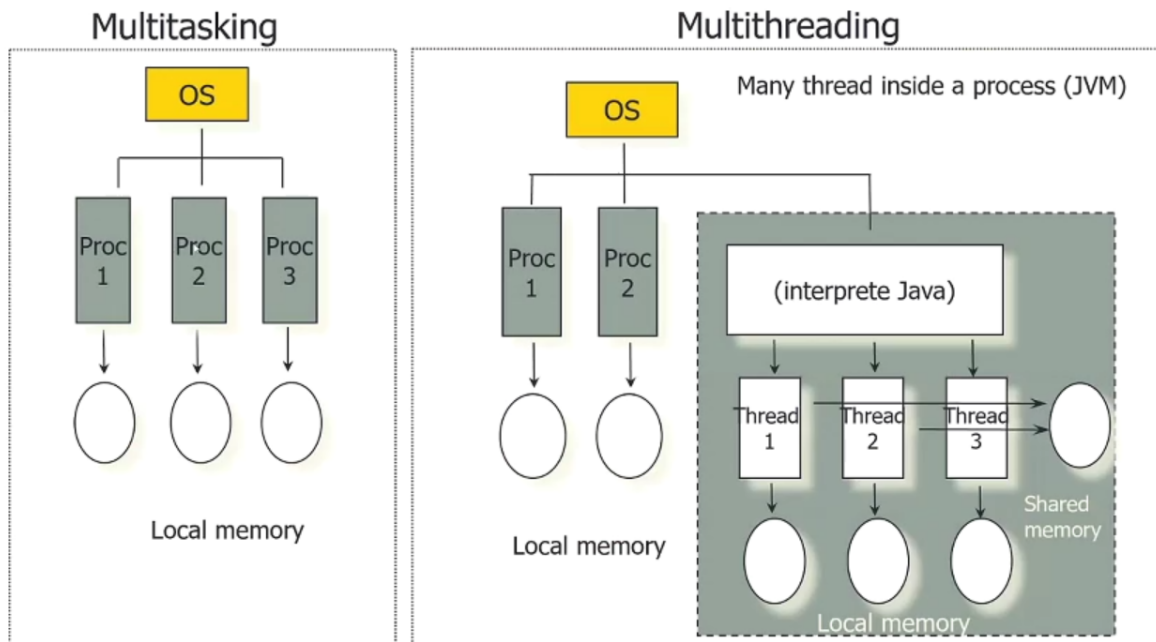 Multitasking
OS
Proc
1
Proc
2
Proc
3
Local memory
Multithreading
Many thread inside a process (JVM)
OS
Proc
1
Proc
2
(interprete Java)
Thread
1
Thread
2
Thread
3
Shared
memory
Local memory
Local memory